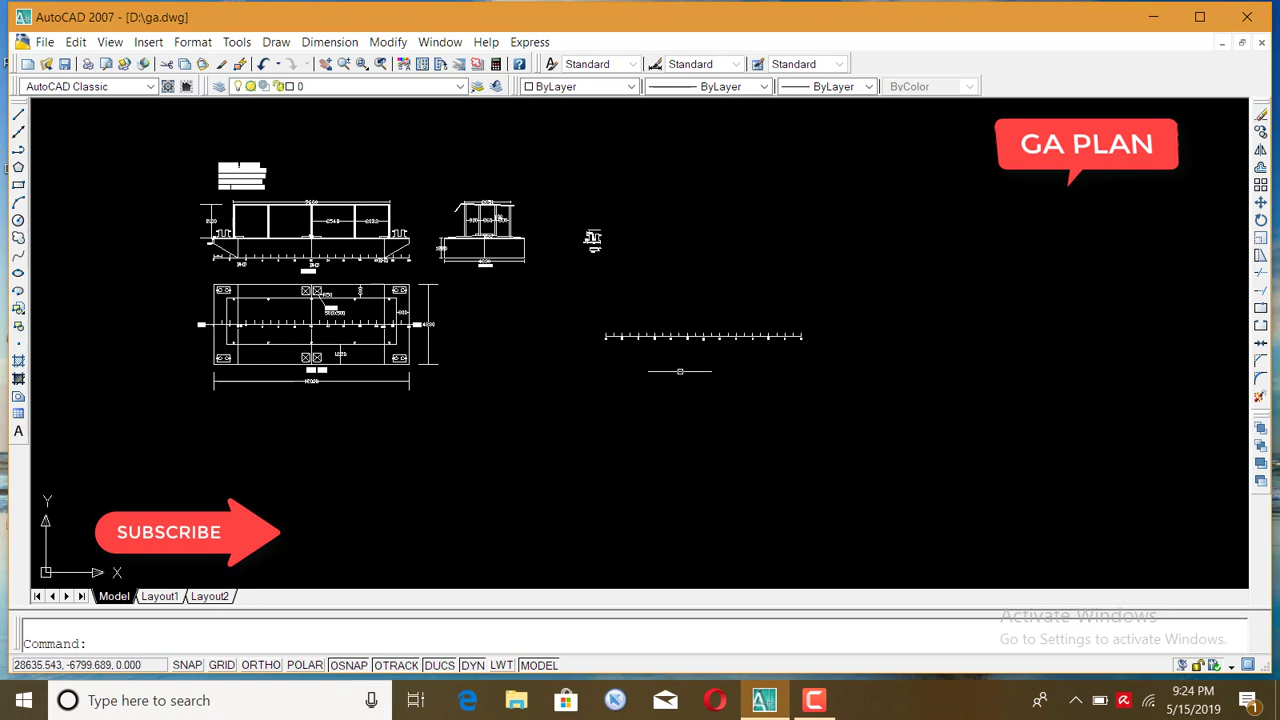 AutoCAD 2007 - [D:\ga.dwg]
File Edit View Insert Format Tools Draw Dimension Modify Window Help Express
Standard Standard Standard
AutoCAD Classic 0 ByLayer ByLayer ByLayer ByColor
GA PLAN
SUBSCRIBE
Y
X
Model Layout1 Layout2
Activate Windows
Go to Settings to activate Windows.
Command:
28635.543, -6799.689, 0.000 SNAP GRID ORTHO POLAR OSNAP OTRACK DUCS DYN LWT MODEL
Type here to search
9:24 PM
5/15/2019
1